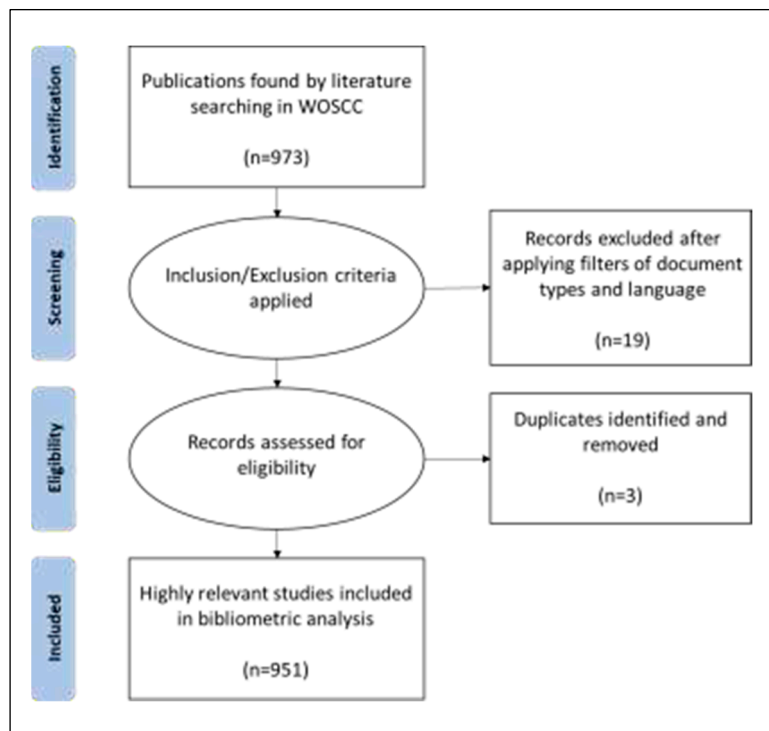 Identification
Publications found by literature
searching in WOSCC
(n=973)
Screening
Inclusion/Exclusion criteria
applied
Records excluded after
applying filters of document
types and language
(n=19)
Eligibility
Records assessed for
eligibility
Duplicates identified and
removed
(n=3)
Included
Highly relevant studies included
in bibliometric analysis
(n=951)